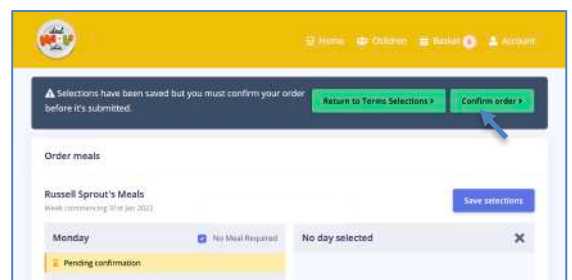 Home Children Basket Account
Selections have been saved but you must confirm your order
before it's submitted.
Return to Terms Selections >
Confirm order >
Order meals
Russell Sprout's Meals
Week commencing 31st Jan 2022
Save selections
Monday
No Meal Required
No day selected
Pending confirmation